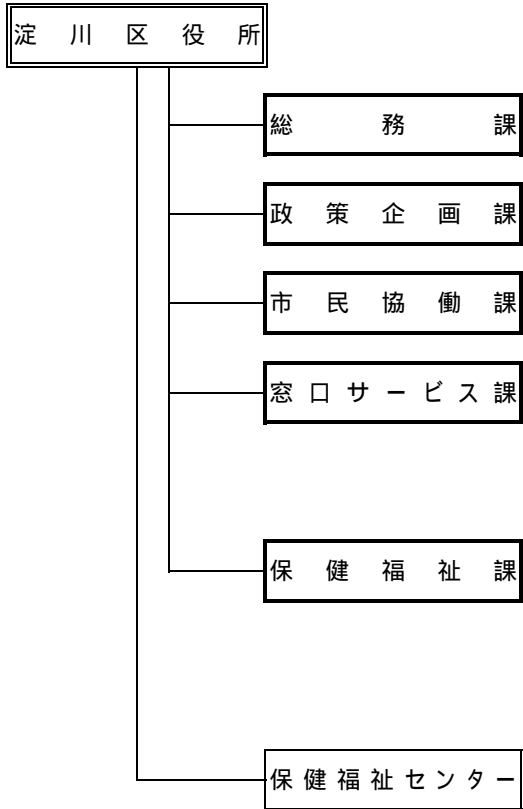 淀川区役所
総務課
政策企画課
市民協働課
窓口サービス課
保健福祉課
保健福祉センター